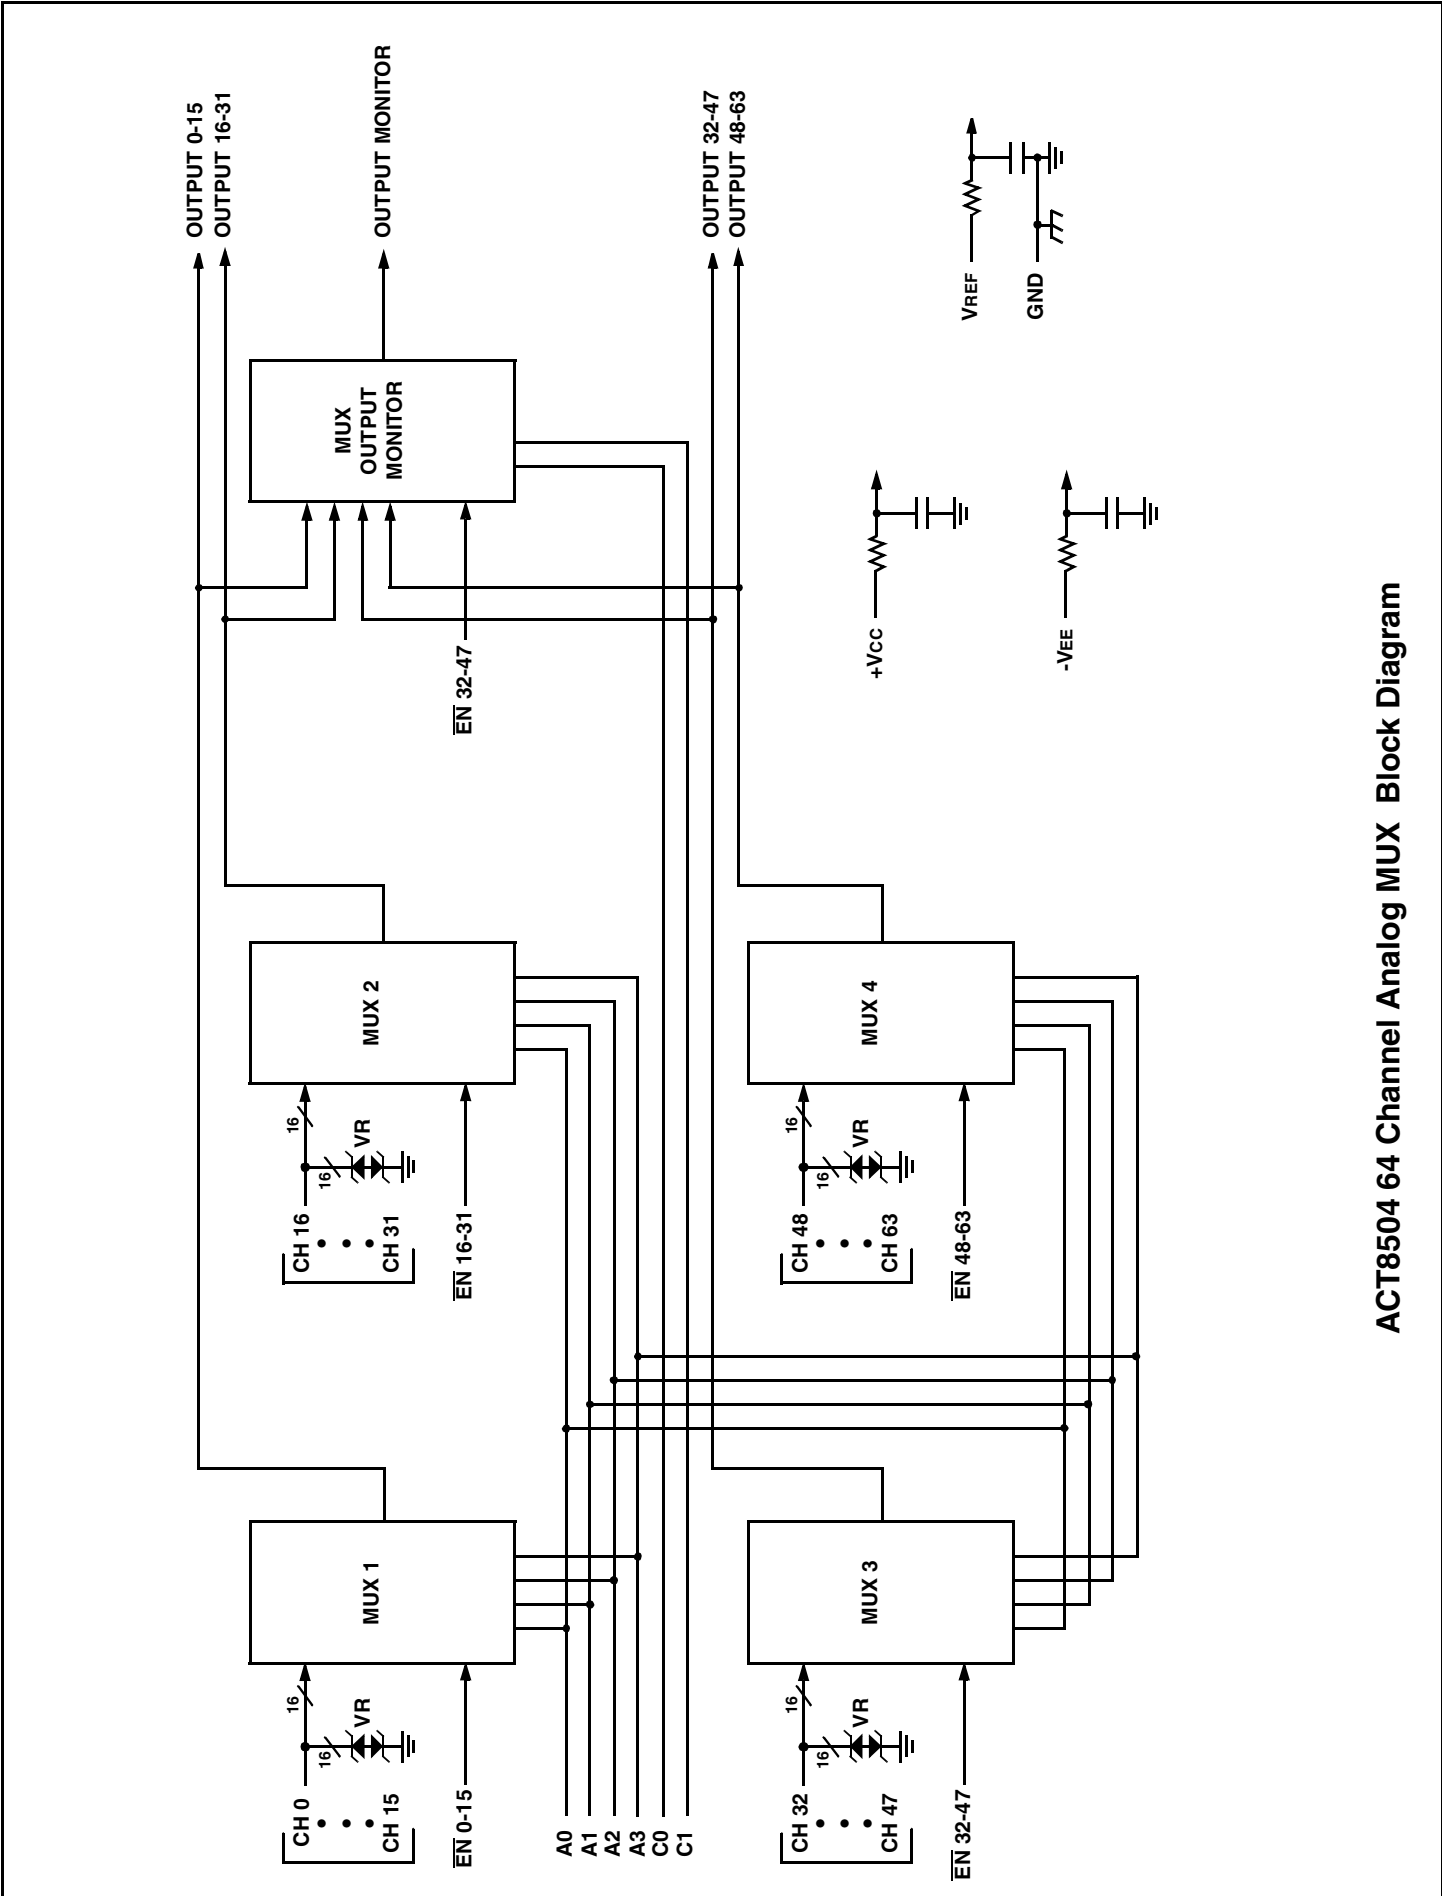 OUTPUT 0-15
OUTPUT 16-31
OUTPUT MONITOR
OUTPUT 32-47
OUTPUT 48-63
MUX
OUTPUT
MONITOR
EN 32-47
VREF
GND
+VCC
-VEE
MUX 2
16
16
VR
CH 16
CH 31
EN 16-31
MUX 4
16
16
VR
CH 48
CH 63
EN 48-63
MUX 1
16
16
VR
CH 0
CH 15
EN 0-15
A0
A1
A2
A3
C0
C1
MUX 3
16
16
VR
CH 32
CH 47
EN 32-47
ACT8504 64 Channel Analog MUX Block Diagram